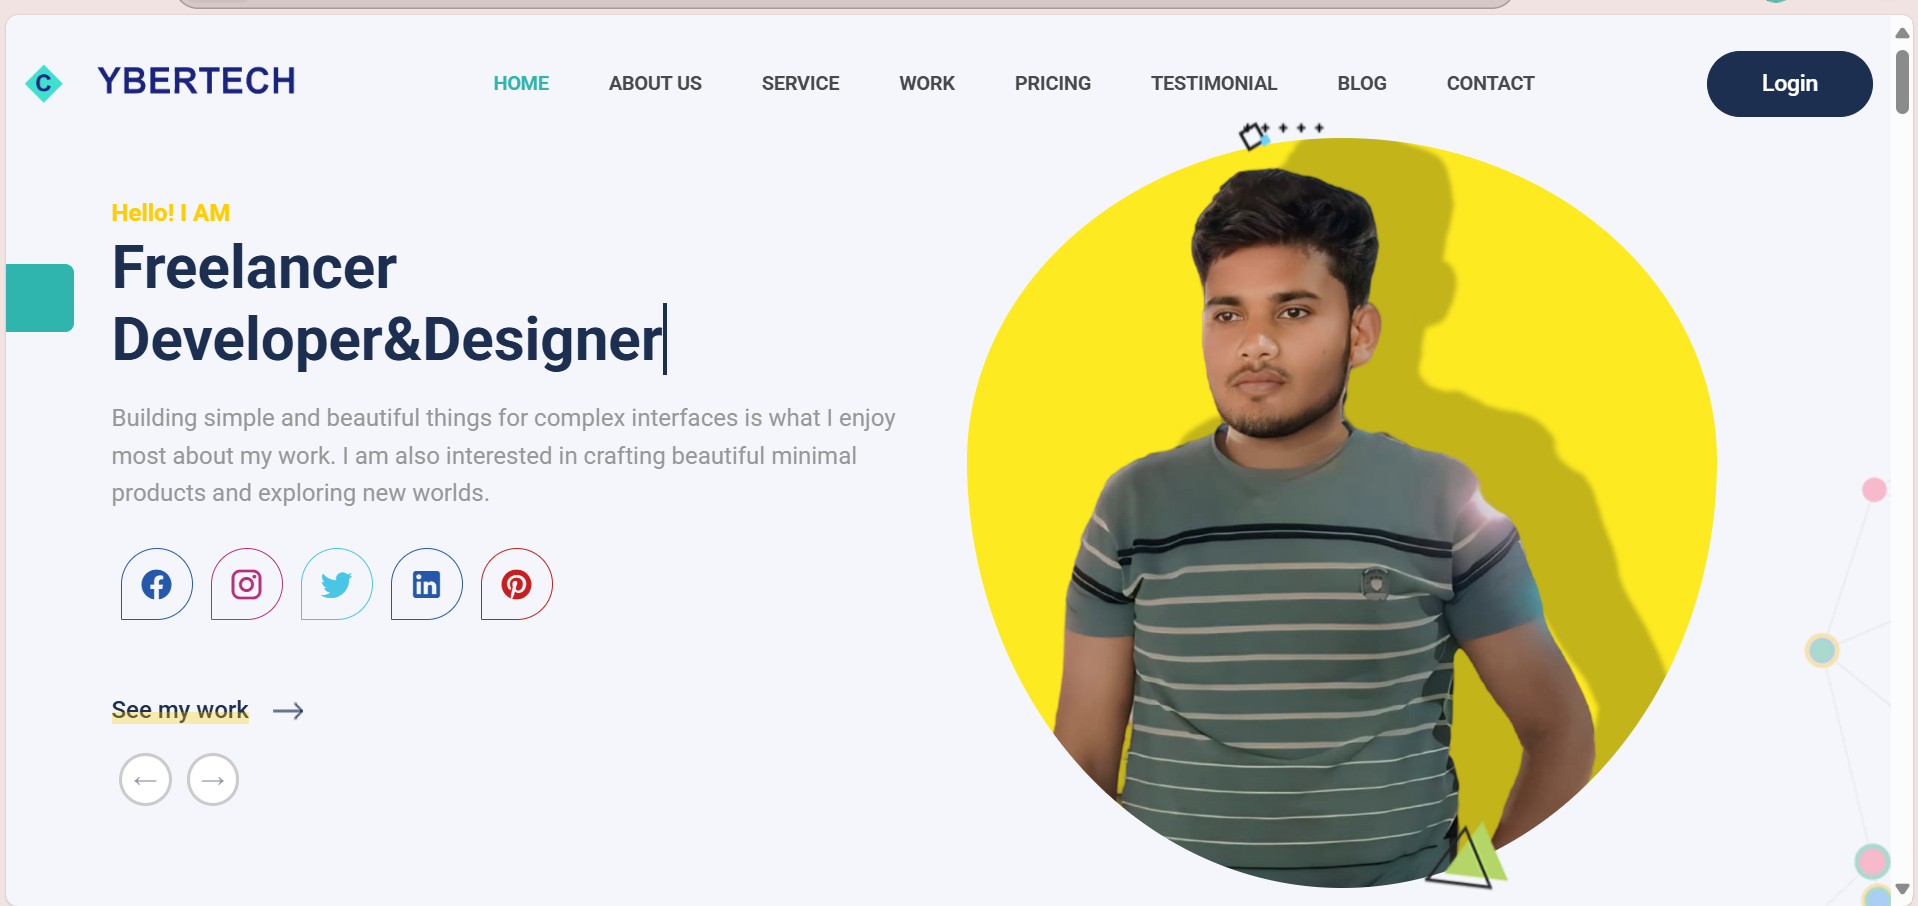 C YBERTECH
HOME ABOUT US SERVICE WORK PRICING TESTIMONIAL BLOG CONTACT
Login
Hello! I AM
Freelancer
Developer&Designer
Building simple and beautiful things for complex interfaces is what I enjoy
most about my work. I am also interested in crafting beautiful minimal
products and exploring new worlds.
See my work